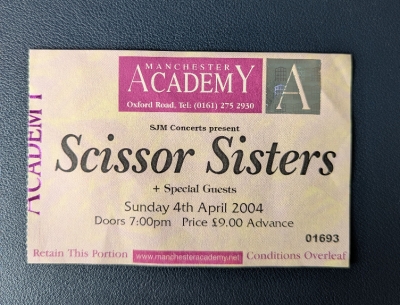 MANCHESTER
ACADEMY
Oxford Road, Tel: (0161) 275 2930
A
ACADEMY
SJM Concerts present
Scissor Sisters
+ Special Guests
Sunday 4th April 2004
Doors 7:00pm Price £9.00 Advance
01693
Retain This Portion www.manchesteracademy.net Conditions Overleaf